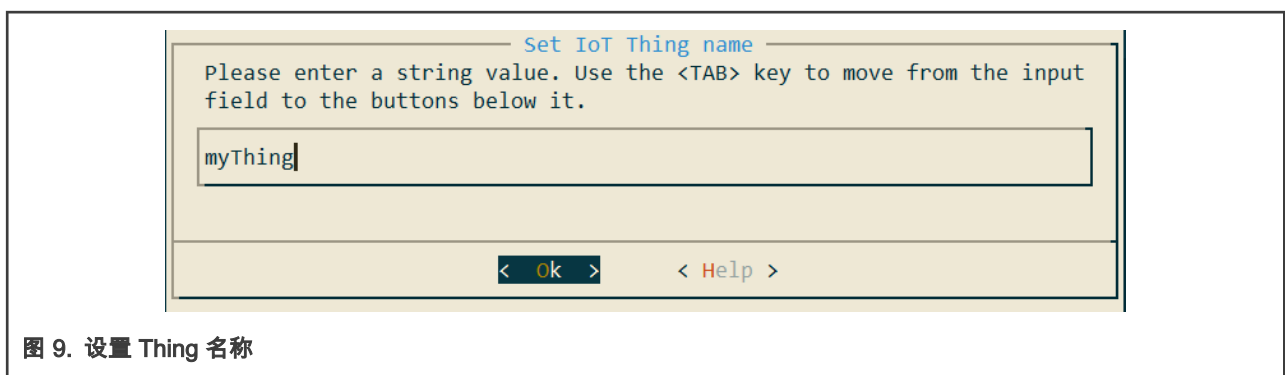 Set IoT Thing name
Please enter a string value. Use the <TAB> key to move from the input
field to the buttons below it.
myThing
< Ok > < Help >
图 9. 设置 Thing 名称